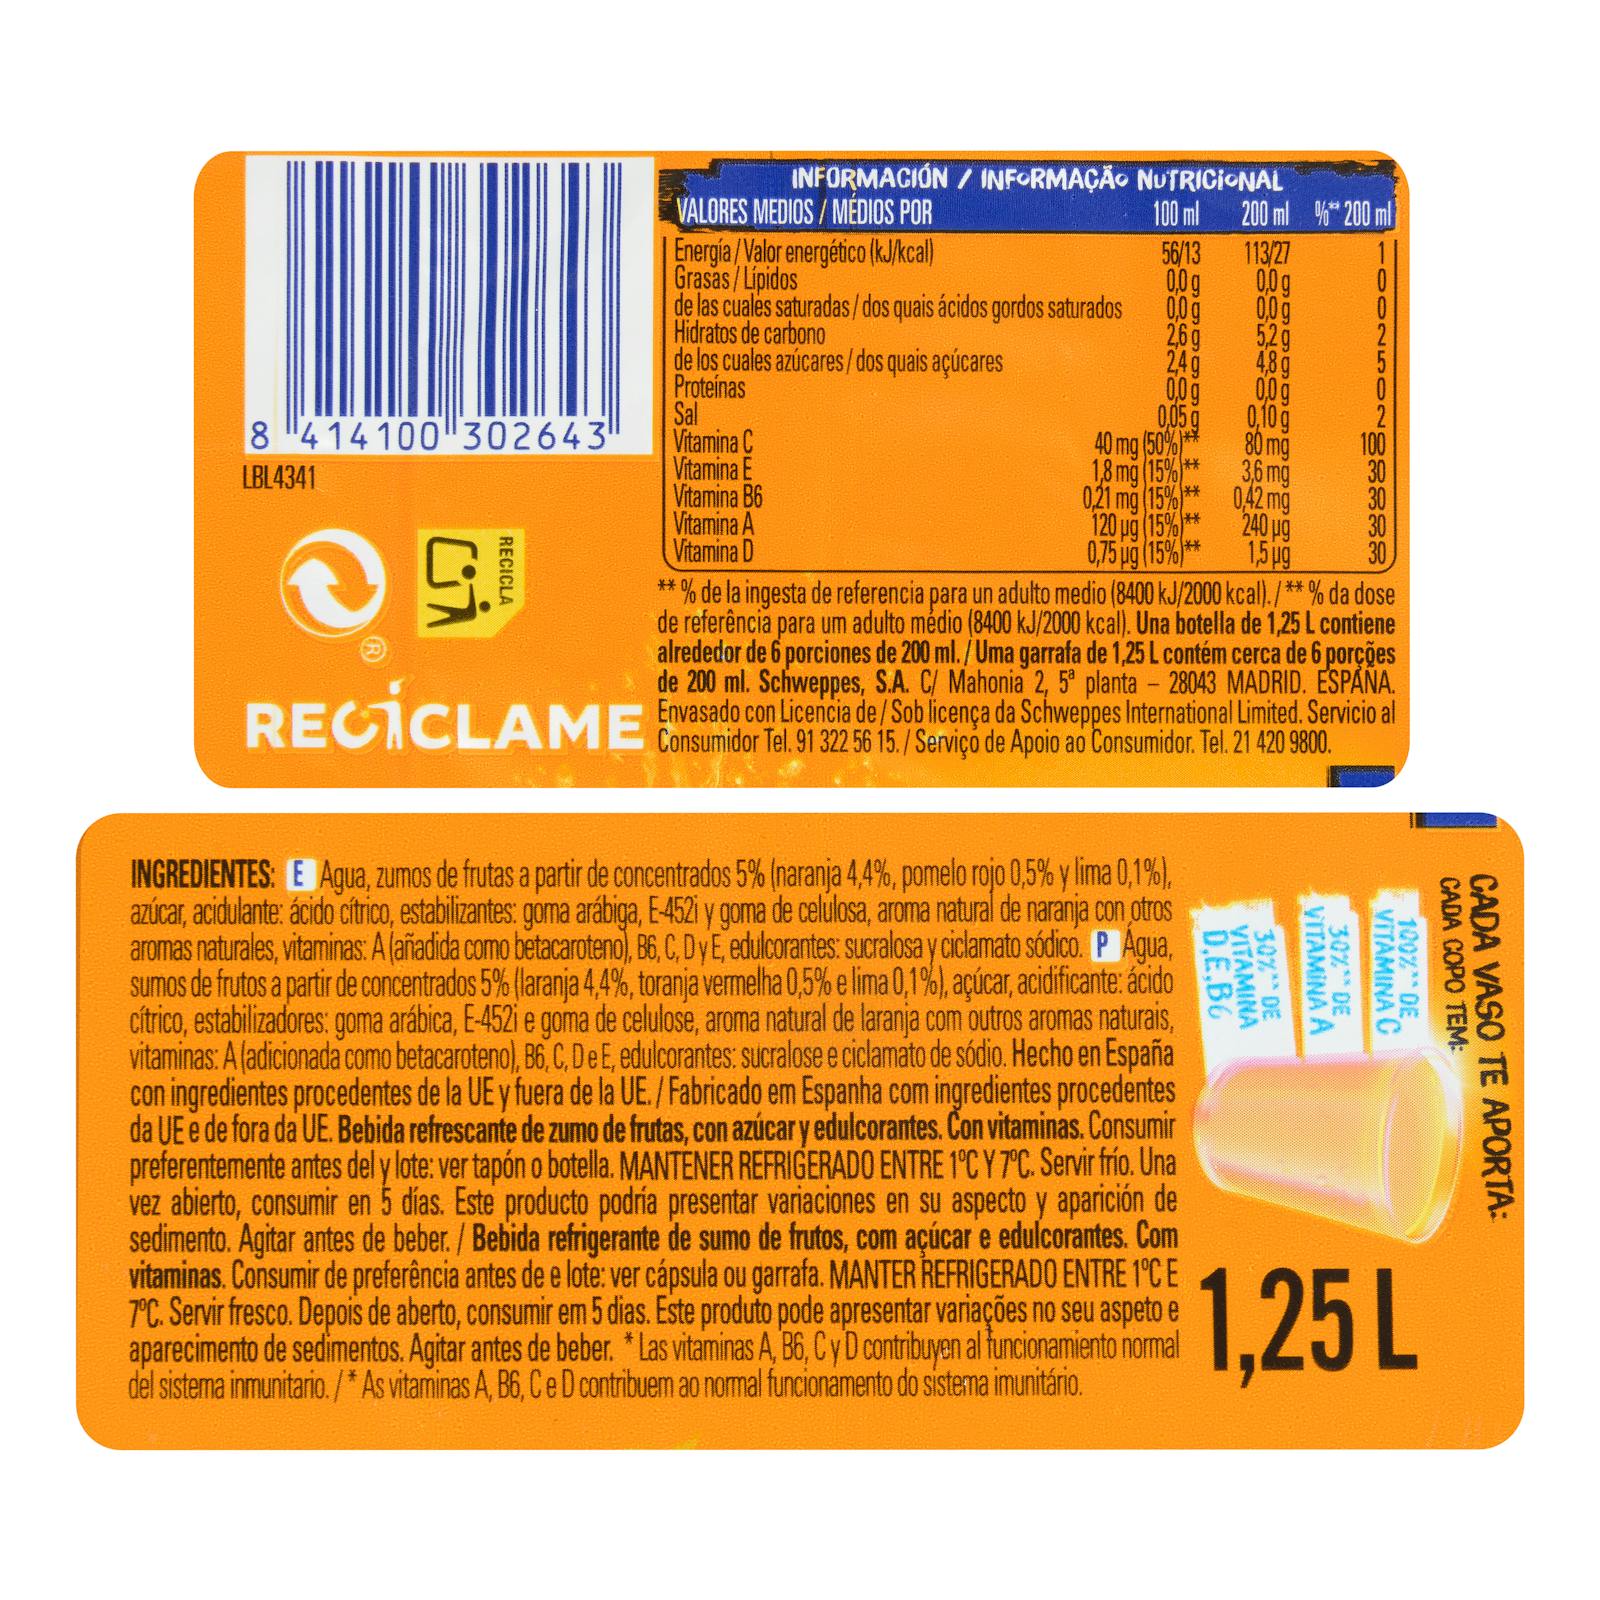 INFORMACIÓN / INFORMAÇÃO NUTRICIONAL
VALORES MEDIOS / MÉDIOS POR 100 ml 200 ml %** 200 ml
Energía / Valor energético (kJ/kcal) 56/13 113/27 1
Grasas / Lípidos 0,0 g 0,0 g 0
de las cuales saturadas / dos quais ácidos gordos saturados 0,0 g 0,0 g 0
Hidratos de carbono 2,6 g 5,2 g 2
de los cuales azúcares / dos quais açúcares 2,4 g 4,8 g 5
Proteínas 0,0 g 0,0 g 0
Sal 0,05 g 0,10 g 2
Vitamina C 40 mg (50%)** 80 mg 100
Vitamina E 1,8 mg (15%)** 3,6 mg 30
Vitamina B6 0,21 mg (15%)** 0,42 mg 30
Vitamina A 120 µg (15%)** 240 µg 30
Vitamina D 0,75 µg (15%)** 1,5 µg 30
** % de la ingesta de referencia para un adulto medio (8400 kJ/2000 kcal). / ** % da dose
de referência para um adulto médio (8400 kJ/2000 kcal). Una botella de 1,25 L contiene
alrededor de 6 porciones de 200 ml. / Uma garrafa de 1,25 L contém cerca de 6 porções
de 200 ml. Schweppes, S.A. C/ Mahonia 2, 5ª planta – 28043 MADRID. ESPAÑA.
Envasado con Licencia de / Sob licença da Schweppes International Limited. Servicio al
Consumidor Tel. 91 322 56 15. / Serviço de Apoio ao Consumidor. Tel. 21 420 9800.
8 414100 302643
LBL4341
RECICLA
®
RECICLAME
INGREDIENTES: E Agua, zumos de frutas a partir de concentrados 5% (naranja 4,4%, pomelo rojo 0,5% y lima 0,1%),
azúcar, acidulante: ácido cítrico, estabilizantes: goma arábiga, E-452i y goma de celulosa, aroma natural de naranja con otros
aromas naturales, vitaminas: A (añadida como betacaroteno), B6, C, D y E, edulcorantes: sucralosa y ciclamato sódico. P Água,
sumos de frutos a partir de concentrados 5% (laranja 4,4%, toranja vermelha 0,5% e lima 0,1%), açúcar, acidificante: ácido
cítrico, estabilizadores: goma arábica, E-452i e goma de celulose, aroma natural de laranja com outros aromas naturais,
vitaminas: A (adicionada como betacaroteno), B6, C, D e E, edulcorantes: sucralose e ciclamato de sódio. Hecho en España
con ingredientes procedentes de la UE y fuera de la UE. / Fabricado em Espanha com ingredientes procedentes
da UE e de fora da UE. Bebida refrescante de zumo de frutas, con azúcar y edulcorantes. Con vitaminas. Consumir
preferentemente antes del y lote: ver tapón o botella. MANTENER REFRIGERADO ENTRE 1ºC Y 7ºC. Servir frío. Una
vez abierto, consumir en 5 días. Este producto podría presentar variaciones en su aspecto y aparición de
sedimento. Agitar antes de beber. / Bebida refrigerante de sumo de frutos, com açúcar e edulcorantes. Com
vitaminas. Consumir de preferência antes de e lote: ver cápsula ou garrafa. MANTER REFRIGERADO ENTRE 1ºC E
7ºC. Servir fresco. Depois de aberto, consumir em 5 dias. Este produto pode apresentar variações no seu aspeto e
aparecimento de sedimentos. Agitar antes de beber. * Las vitaminas A, B6, C y D contribuyen al funcionamiento normal
del sistema inmunitario. / * As vitaminas A, B6, C e D contribuem ao normal funcionamento do sistema imunitário.
CADA VASO TE APORTA:
CADA COPO TEM:
100%** DE
VITAMINA C
30%** DE
VITAMINA A
30%** DE
VITAMINA
D,E,B6
1,25 L